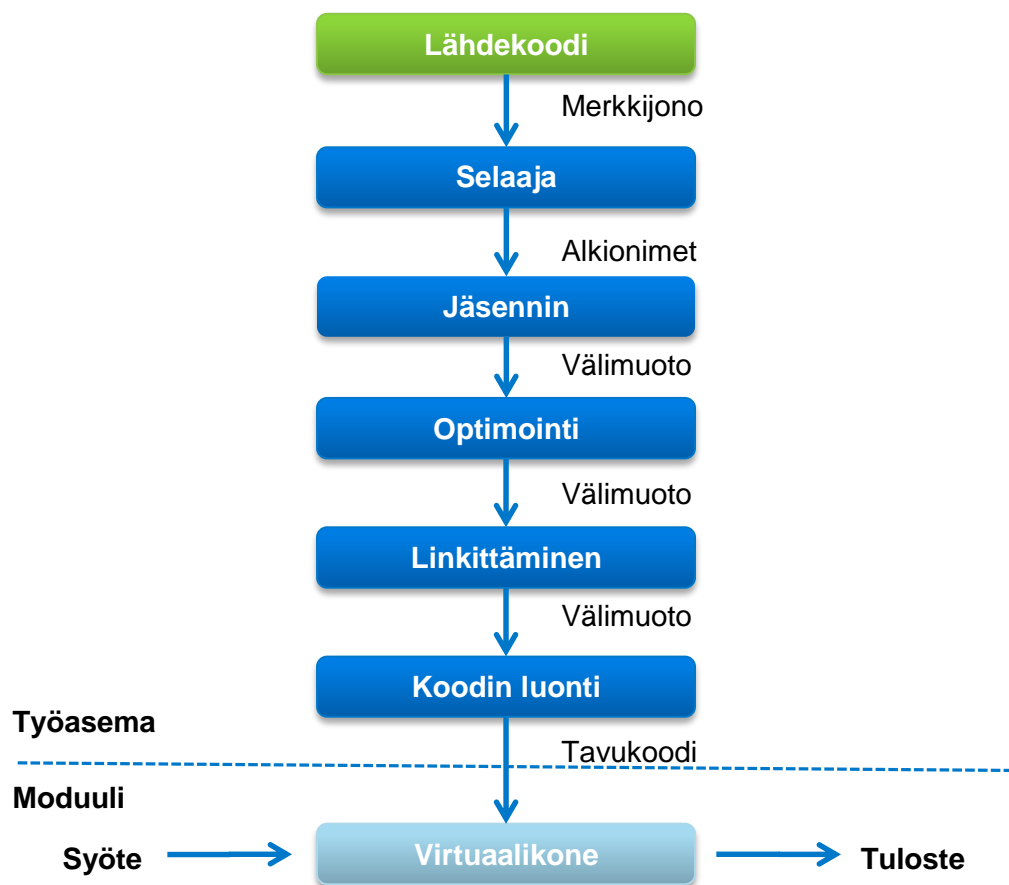 Lähdekoodi
Merkkijono
Selaaja
Alkionimet
Jäsennin
Välimuoto
Optimointi
Välimuoto
Linkittäminen
Välimuoto
Koodin luonti
Työasema
Tavukoodi
Moduuli
Syöte
Virtuaalikone
Tuloste